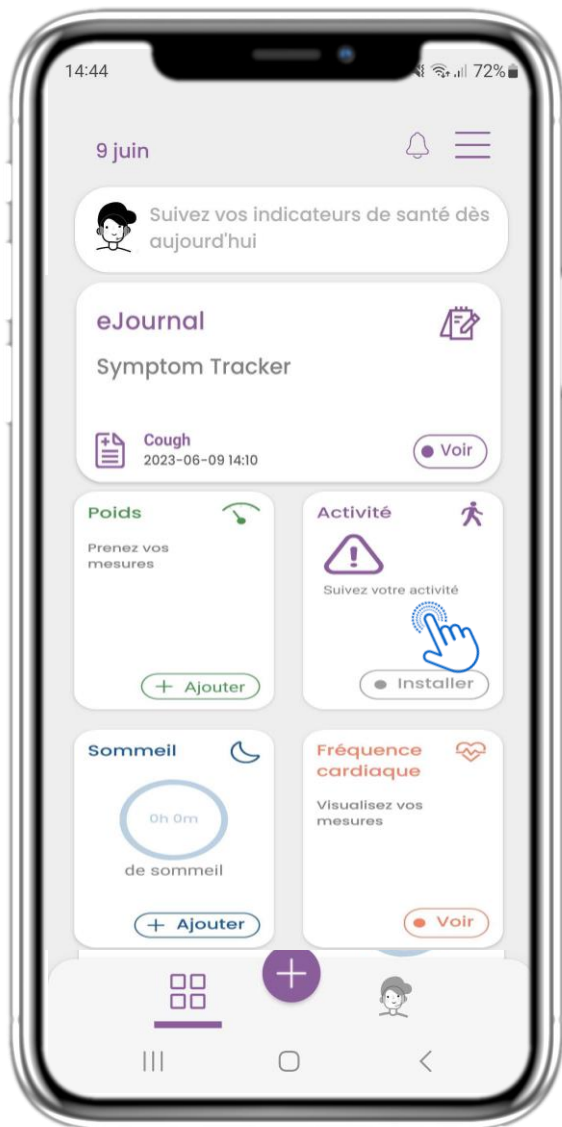 14:44
72%
9 juin
Suivez vos indicateurs de santé dès
aujourd'hui
eJournal
Symptom Tracker
Cough
2023-06-09 14:10
Voir
Poids
Prenez vos
mesures
+ Ajouter
Activité
Suivez votre activité
Installer
Sommeil
0h 0m
de sommeil
+ Ajouter
Fréquence
cardiaque
Visualisez vos
mesures
Voir